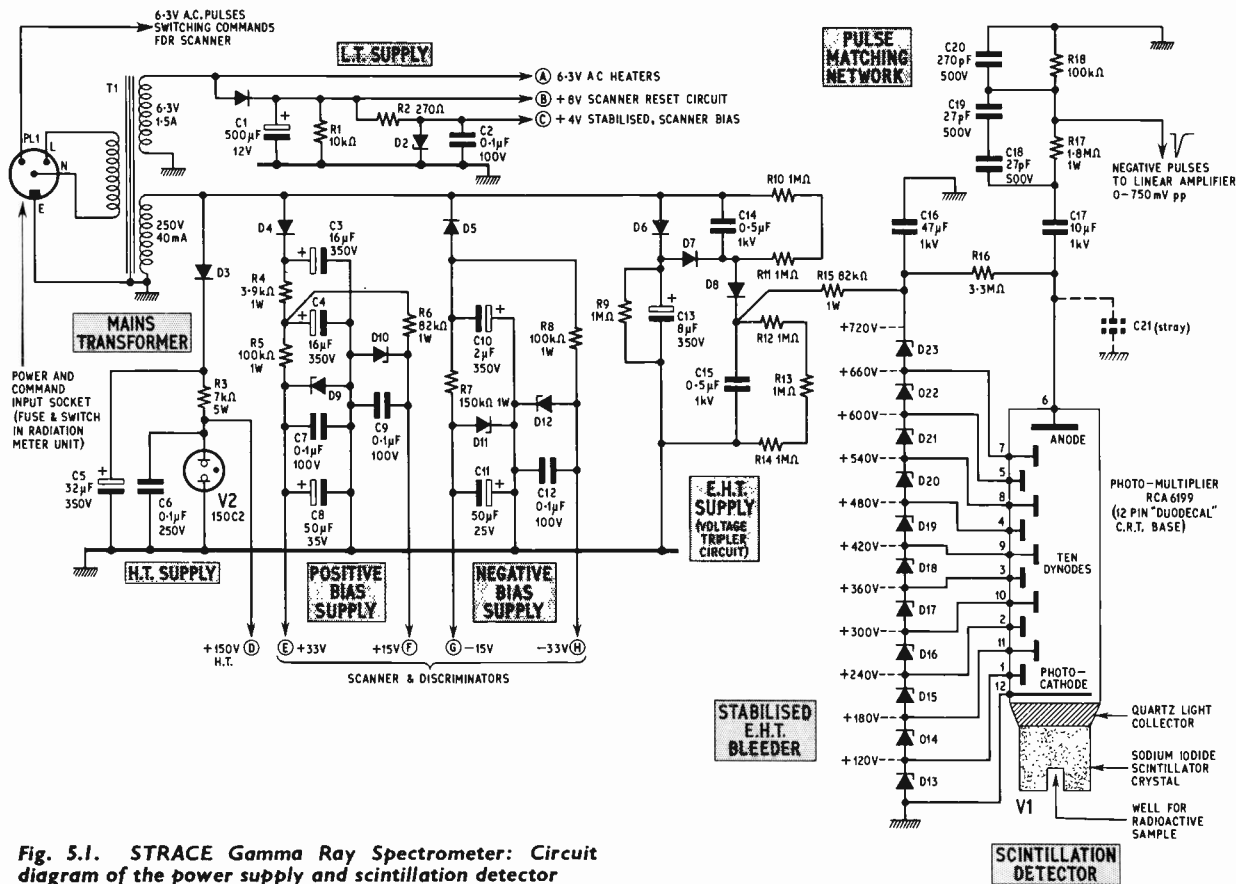 6·3V A.C. PULSES
SWITCHING COMMANDS
FDR SCANNER
L.T. SUPPLY
T1
6·3V
1·5A
PL1
L
N
E
C1
500µF
12V
R1
10kΩ
R2 270Ω
D2
C2
0·1µF
100V
A 6·3V A C HEATERS
B +8V SCANNER RESET CIRCUIT
C +4V STABILISED, SCANNER BIAS
PULSE
MATCHING
NETWORK
C20
270pF
500V
R18
100kΩ
C19
27pF
500V
C18
27pF
500V
R17
1·8MΩ
1W
NEGATIVE PULSES
TO LINEAR AMPLIFIER
0-750mV pp
250V
40mA
MAINS
TRANSFORMER
POWER AND
COMMAND
INPUT SOCKET
(FUSE & SWITCH
IN RADIATION
METER UNIT)
D3
R3
7kΩ
5W
C5
32µF
350V
C6
0·1µF
250V
V2
150C2
H.T. SUPPLY
+150V D
H.T.
D4
C3
16µF
350V
R4
3·9kΩ
1W
C4
16µF
350V
R5
100kΩ
1W
R6
82kΩ
1W
D10
D9
C7
0·1µF
100V
C9
0·1µF
100V
C8
50µF
35V
POSITIVE
BIAS
SUPPLY
E +33V
+15V F
D5
C10
2µF
350V
R8
100kΩ
1W
R7
150kΩ 1W
D11
D12
C11
50µF
25V
C12
0·1µF
100V
NEGATIVE
BIAS
SUPPLY
G -15V
-33V H
SCANNER & DISCRIMINATORS
D6
D7
C14
0·5µF
1kV
R10 1MΩ
R11 1MΩ
R9
1MΩ
C13
8µF
350V
D8
R15 82kΩ
1W
R12 1MΩ
C15
0·5µF
1kV
R13
1MΩ
R14 1MΩ
E.H.T.
SUPPLY
(VOLTAGE
TRIPLER
CIRCUIT)
C16
47µF
1kV
C17
10µF
1kV
R16
3·3MΩ
C21 (stray)
+720V
D23
+660V
O22
+600V
D21
+540V
D20
+480V
D19
+420V
D18
+360V
D17
+300V
D16
+240V
D15
+180V
O14
+120V
D13
STABILISED
E.H.T.
BLEEDER
6
ANODE
7
5
8
4
9
3
10
2
11
1
12
TEN
DYNODES
PHOTO-
CATHODE
PHOTO-MULTIPLIER
RCA 6199
(12 PIN "DUODECAL"
C.R.T. BASE)
QUARTZ LIGHT
COLLECTOR
SODIUM IODIDE
SCINTILLATOR
CRYSTAL
V1
WELL FOR
RADIOACTIVE
SAMPLE
SCINTILLATION
DETECTOR
Fig. 5.1. STRACE Gamma Ray Spectrometer: Circuit
diagram of the power supply and scintillation detector